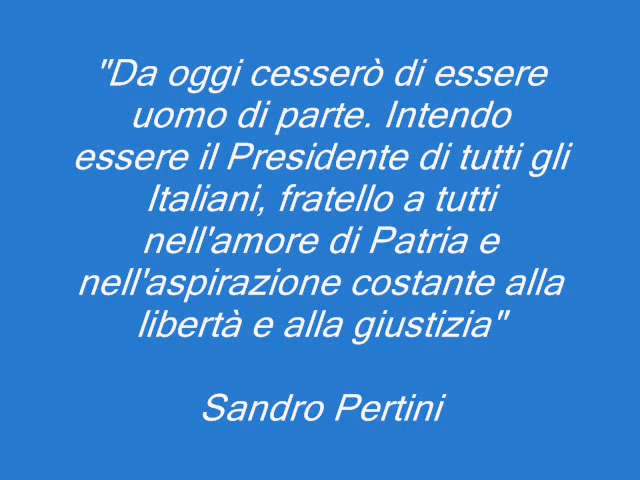 "Da oggi cesserò di essere
uomo di parte. Intendo
essere il Presidente di tutti gli
Italiani, fratello a tutti
nell'amore di Patria e
nell'aspirazione costante alla
libertà e alla giustizia"
Sandro Pertini